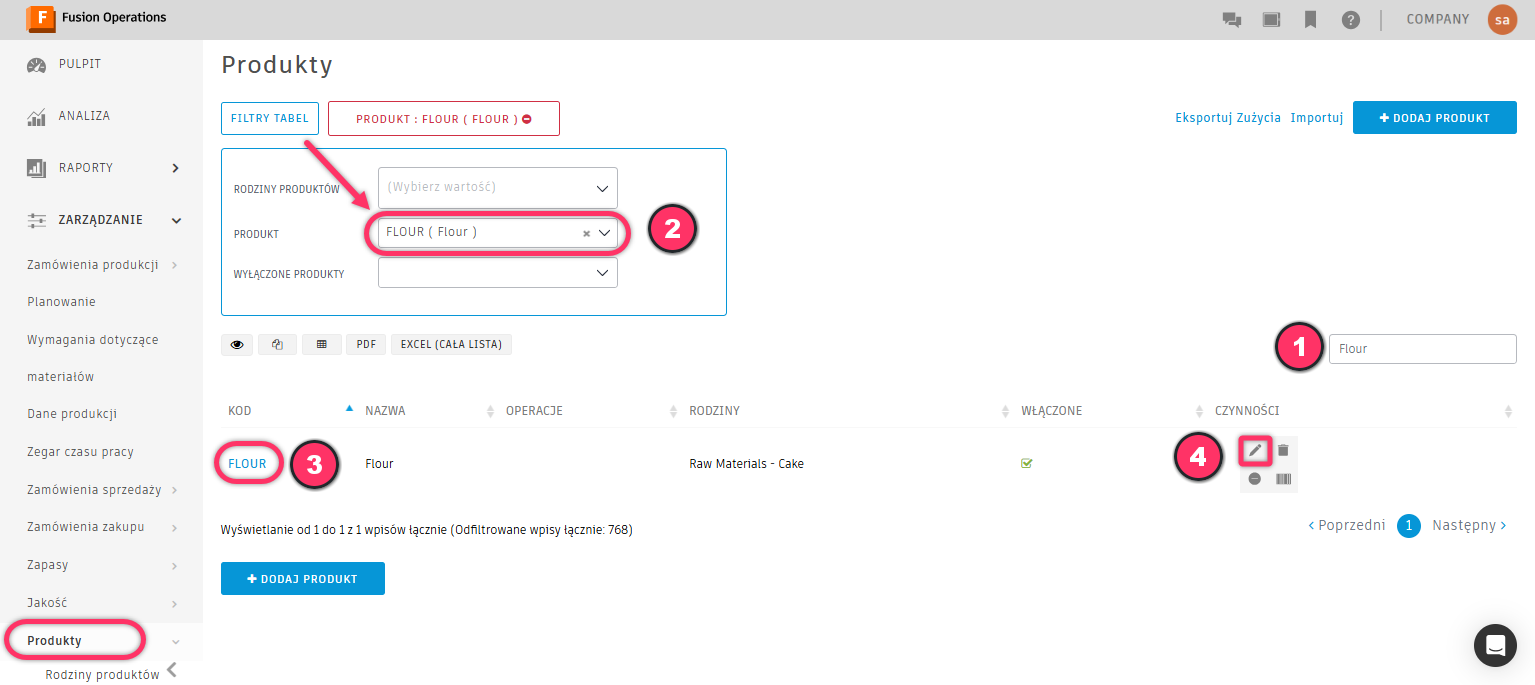 F Fusion Operations
COMPANY
sa
PULPIT
ANALIZA
RAPORTY
ZARZĄDZANIE
Zamówienia produkcji
Planowanie
Wymagania dotyczące
materiałów
Dane produkcji
Zegar czasu pracy
Zamówienia sprzedaży
Zamówienia zakupu
Zapasy
Jakość
Produkty
Rodziny produktów
Produkty
FILTRY TABEL
PRODUKT : FLOUR ( FLOUR )
Eksportuj Zużycia
Importuj
DODAJ PRODUKT
RODZINY PRODUKTÓW
(Wybierz wartość)
PRODUKT
FLOUR ( Flour )
2
WYŁĄCZONE PRODUKTY
PDF
EXCEL (CAŁA LISTA)
1
Flour
KOD NAZWA OPERACJE RODZINY WŁĄCZONE CZYNNOŚCI
FLOUR 3 Flour Raw Materials - Cake 4
Wyświetlanie od 1 do 1 z 1 wpisów łącznie (Odfiltrowane wpisy łącznie: 768)
Poprzedni 1 Następny
DODAJ PRODUKT